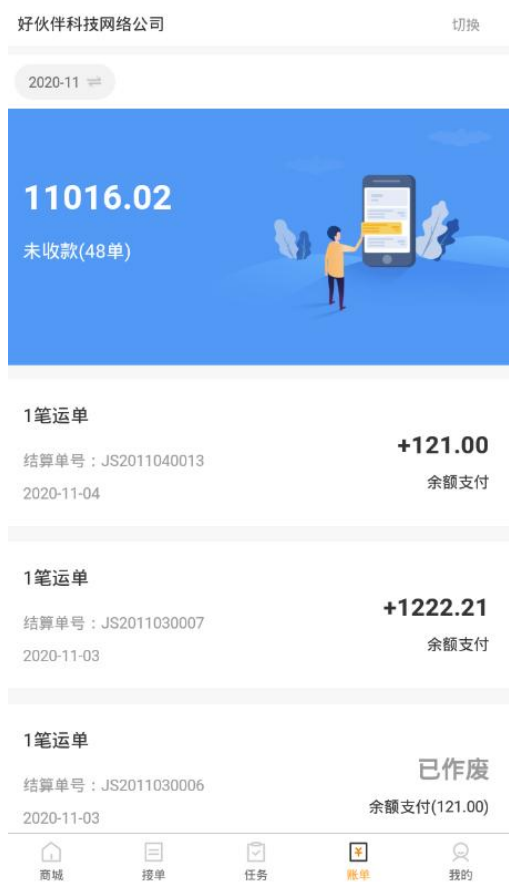 好伙伴科技网络公司
切换
2020-11
11016.02
未收款(48单)
1笔运单
+121.00
结算单号：JS2011040013
余额支付
2020-11-04
1笔运单
+1222.21
结算单号：JS2011030007
余额支付
2020-11-03
1笔运单
已作废
结算单号：JS2011030006
余额支付(121.00)
2020-11-03
商城 接单 任务 账单 我的